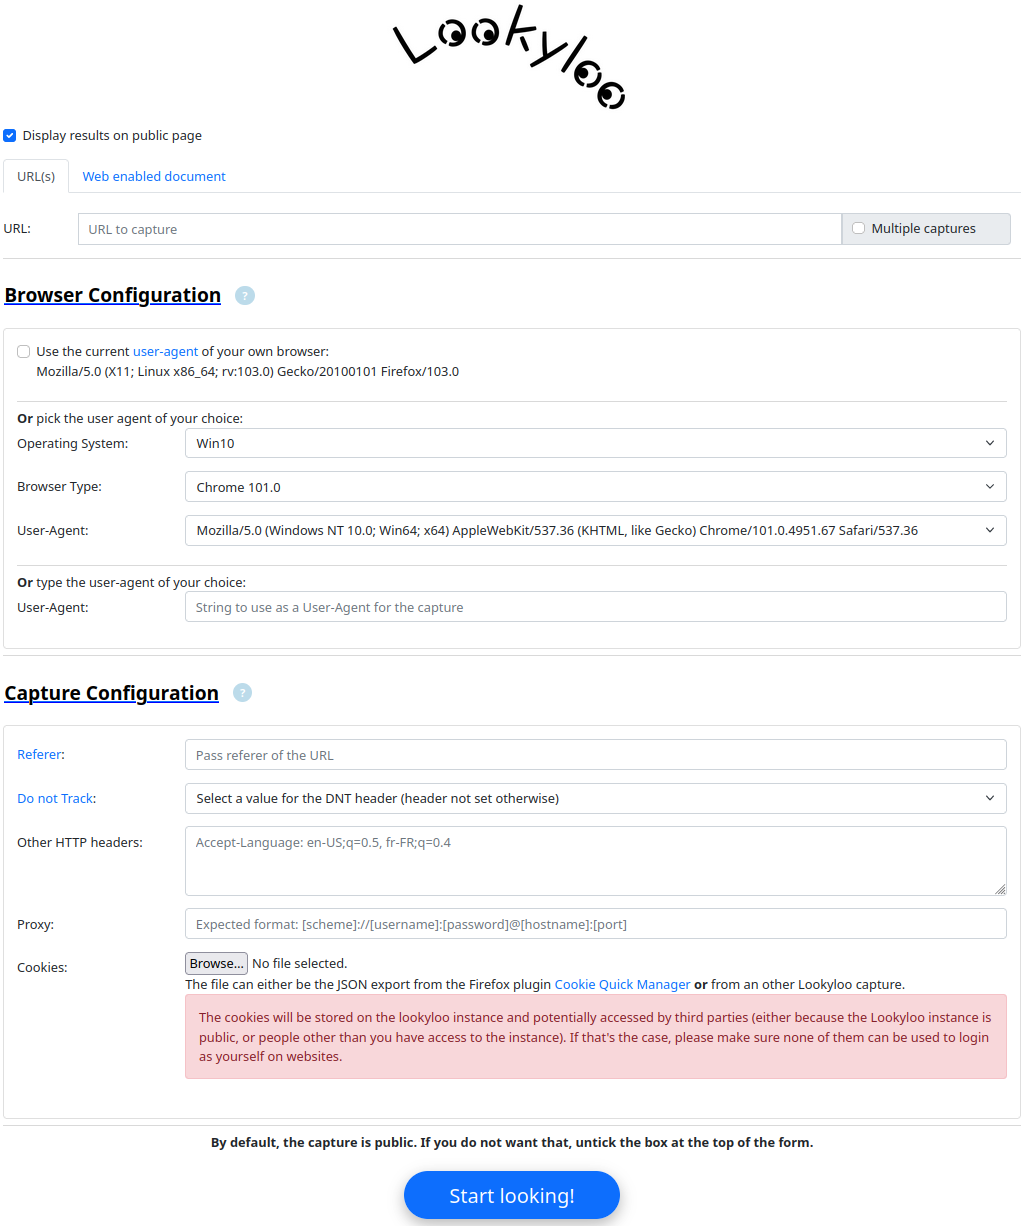 Lookyloo
Display results on public page
URL(s) Web enabled document
URL: URL to capture Multiple captures
Browser Configuration ?
Use the current user-agent of your own browser:
Mozilla/5.0 (X11; Linux x86_64; rv:103.0) Gecko/20100101 Firefox/103.0
Or pick the user agent of your choice:
Operating System: Win10
Browser Type: Chrome 101.0
User-Agent: Mozilla/5.0 (Windows NT 10.0; Win64; x64) AppleWebKit/537.36 (KHTML, like Gecko) Chrome/101.0.4951.67 Safari/537.36
Or type the user-agent of your choice:
User-Agent: String to use as a User-Agent for the capture
Capture Configuration ?
Referer: Pass referer of the URL
Do not Track: Select a value for the DNT header (header not set otherwise)
Other HTTP headers: Accept-Language: en-US;q=0.5, fr-FR;q=0.4
Proxy: Expected format: [scheme]://[username]:[password]@[hostname]:[port]
Cookies: Browse... No file selected.
The file can either be the JSON export from the Firefox plugin Cookie Quick Manager or from an other Lookyloo capture.
The cookies will be stored on the lookyloo instance and potentially accessed by third parties (either because the Lookyloo instance is
public, or people other than you have access to the instance). If that's the case, please make sure none of them can be used to login
as yourself on websites.
By default, the capture is public. If you do not want that, untick the box at the top of the form.
Start looking!